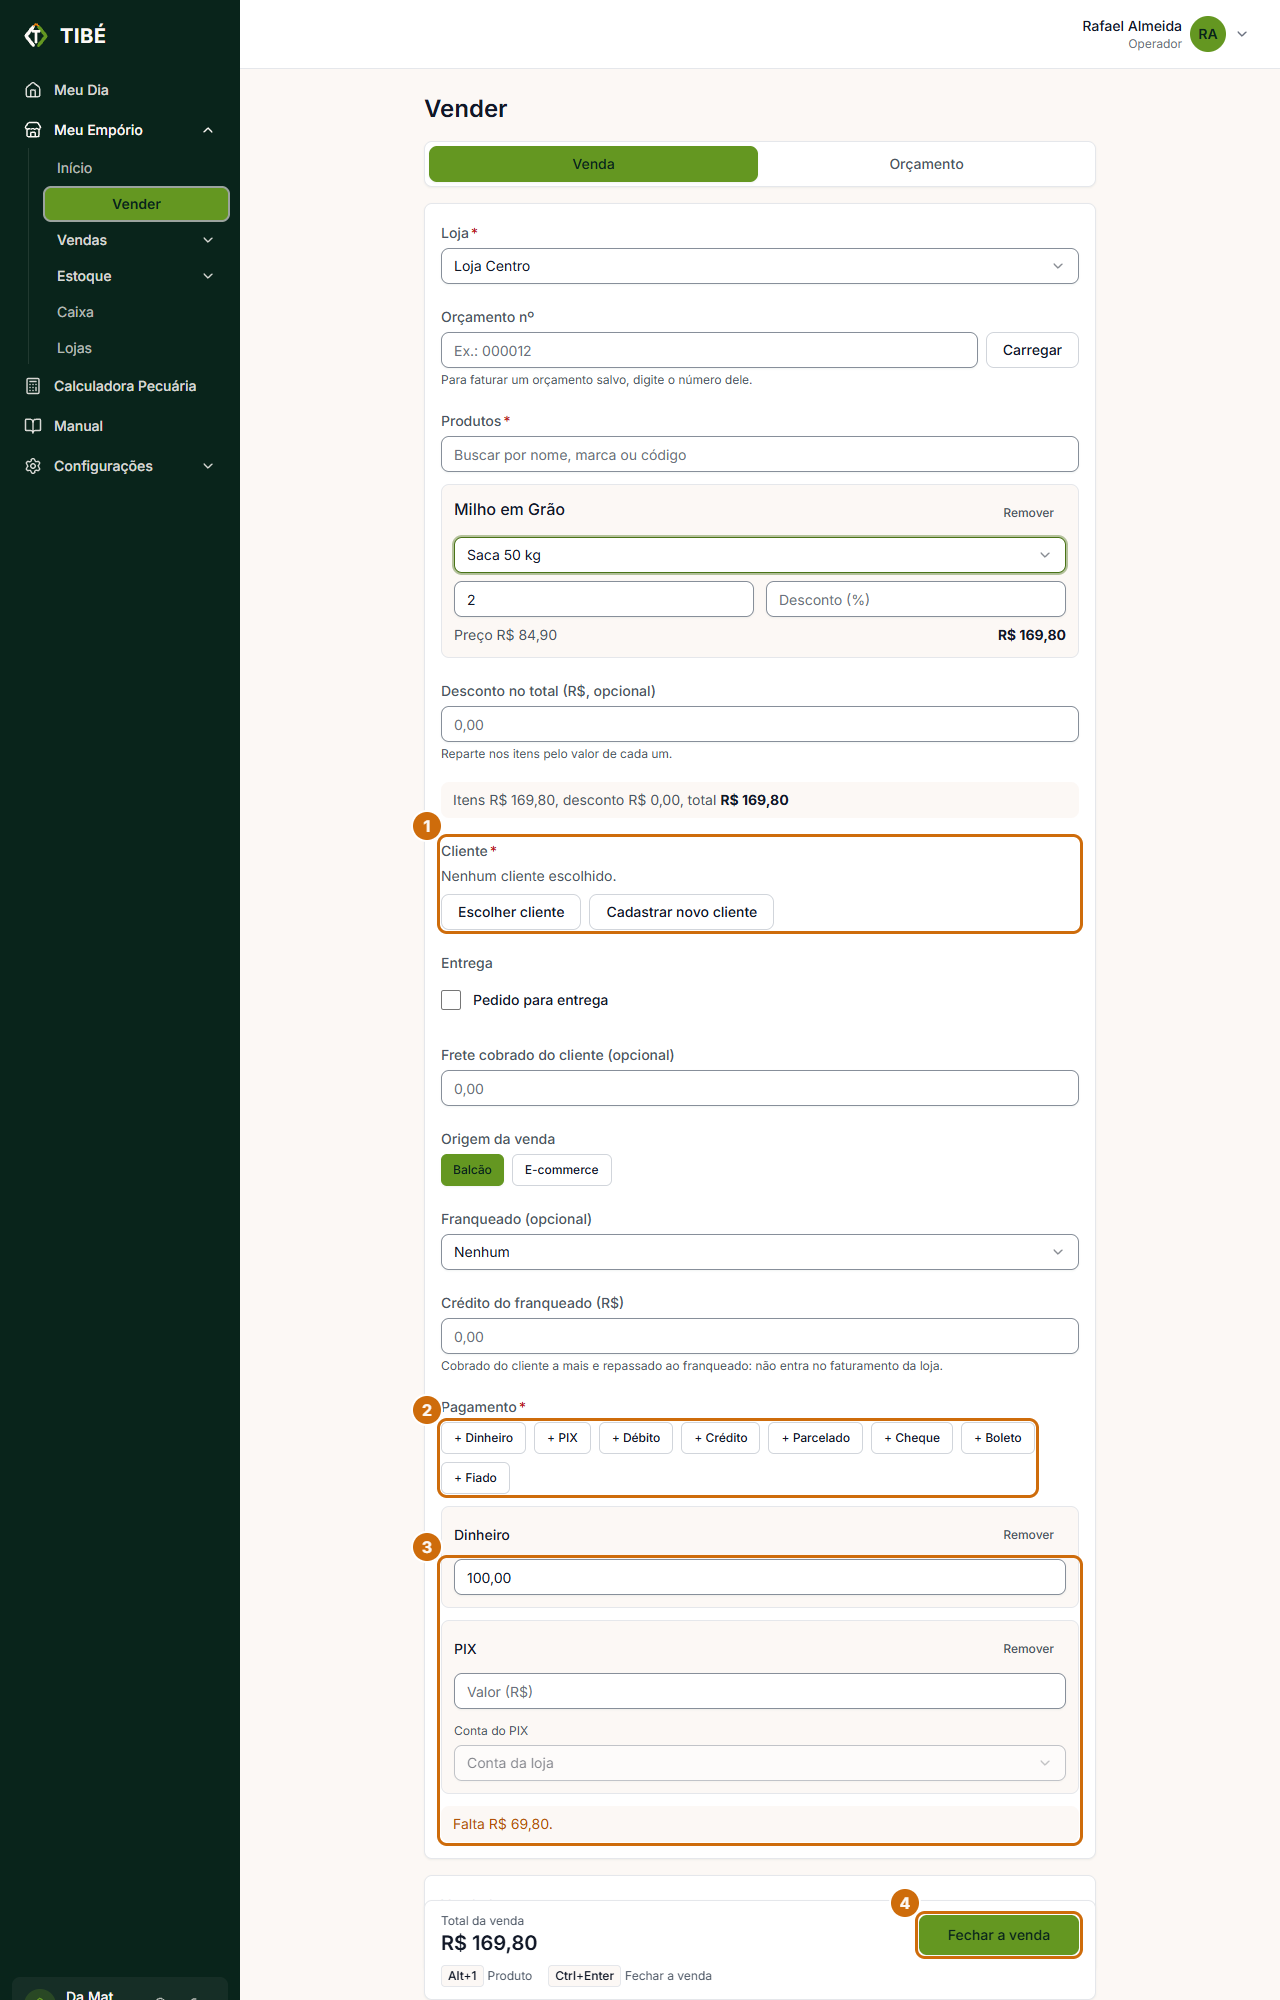 TIBÉ
Rafael Almeida
Operador
RA
Meu Dia
Meu Empório
Início
Vender
Vendas
Estoque
Caixa
Lojas
Calculadora Pecuária
Manual
Configurações
Vender
Venda
Orçamento
Loja*
Loja Centro
Orçamento nº
Ex.: 000012
Carregar
Para faturar um orçamento salvo, digite o número dele.
Produtos*
Buscar por nome, marca ou código
Milho em Grão
Remover
Saca 50 kg
2
Desconto (%)
Preço R$ 84,90
R$ 169,80
Desconto no total (R$, opcional)
0,00
Reparte nos itens pelo valor de cada um.
Itens R$ 169,80, desconto R$ 0,00, total R$ 169,80
1
Cliente*
Nenhum cliente escolhido.
Escolher cliente
Cadastrar novo cliente
Entrega
Pedido para entrega
Frete cobrado do cliente (opcional)
0,00
Origem da venda
Balcão
E-commerce
Franqueado (opcional)
Nenhum
Crédito do franqueado (R$)
0,00
Cobrado do cliente a mais e repassado ao franqueado: não entra no faturamento da loja.
2
Pagamento*
+ Dinheiro
+ PIX
+ Débito
+ Crédito
+ Parcelado
+ Cheque
+ Boleto
+ Fiado
Dinheiro
Remover
3
100,00
PIX
Remover
Valor (R$)
Conta do PIX
Conta da loja
Falta R$ 69,80.
4
Total da venda
R$ 169,80
Fechar a venda
Alt+1 Produto
Ctrl+Enter Fechar a venda
Da Mat